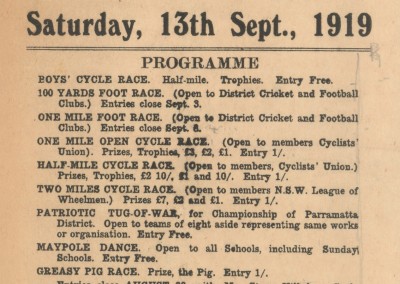 Saturday, 13th Sept., 1919
PROGRAMME
BOYS' CYCLE RACE. Half-mile. Trophies. Entry Free.
100 YARDS FOOT RACE. (Open to District Cricket and Football
Clubs.) Entries close Sept. 3.
ONE MILE FOOT RACE. (Open to District Cricket and Football
Clubs.) Entries close Sept. 8.
ONE MILE OPEN CYCLE RACE. (Open to members Cyclists'
Union). Prizes, Trophies, £3, £2, £1. Entry 1/.
HALF-MILE CYCLE RACE. (Open to members, Cyclists' Union.)
Prizes, Trophies, £2 10/, £1 and 10/. Entry 1/.
TWO MILES CYCLE RACE. (Open to members N.S.W. League of
Wheelmen.) Prizes £7, £2 and £1. Entry 1/.
PATRIOTIC TUG-OF-WAR, for Championship of Parramatta
District. Open to teams of eight aside representing same works
or organisation. Entry Free.
MAYPOLE DANCE. Open to all Schools, including Sunday
Schools. Entry Free.
GREASY PIG RACE. Prize, the Pig. Entry 1/.